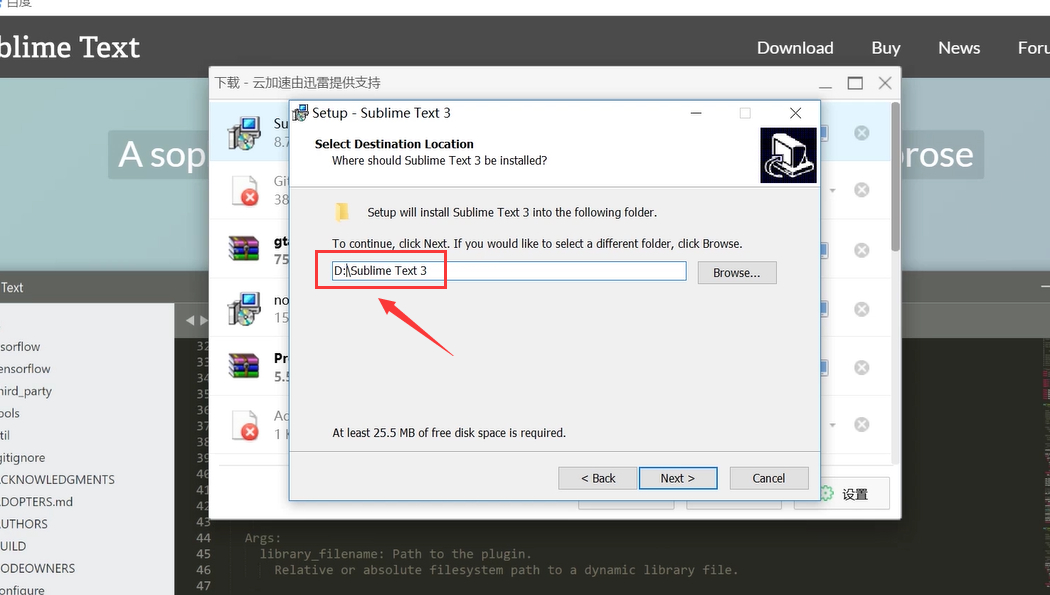 百度
blime Text
Download
Buy
News
下载 - 云加速由迅雷提供支持
A sop
prose
Setup - Sublime Text 3
Select Destination Location
Where should Sublime Text 3 be installed?
Setup will install Sublime Text 3 into the following folder.
To continue, click Next. If you would like to select a different folder, click Browse.
D:\Sublime Text 3
Browse...
At least 25.5 MB of free disk space is required.
< Back
Next >
Cancel
设置
Su
8.7
Git
38
gta
75
no
15
Pr
5.5
Ad
1 K
Text
sorflow
ensorflow
hird_party
ools
til
gitignore
CKNOWLEDGMENTS
DOPTERS.md
UTHORS
UILD
ODEOWNERS
onfigure
32
33
34
35
36
37
38
39
40
41
42
43
44 Args:
45 library_filename: Path to the plugin.
46 Relative or absolute filesystem path to a dynamic library file.
47